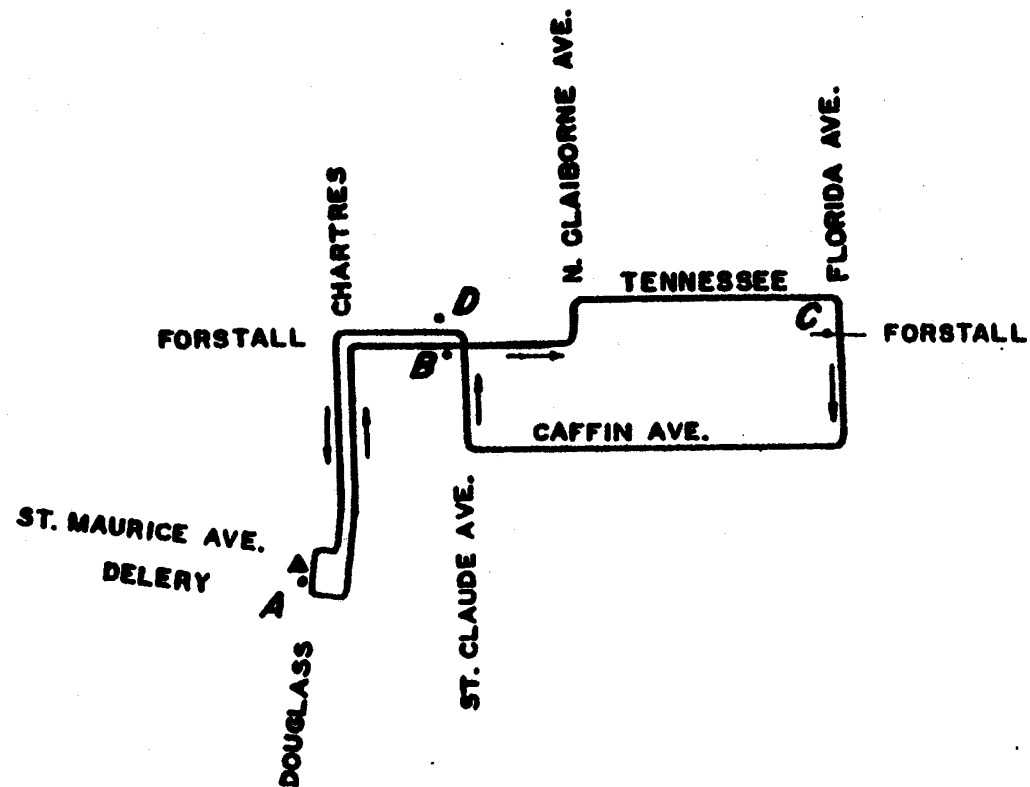 N. CLAIBORNE AVE.
FLORIDA AVE.
CHARTRES
TENNESSEE
D
C
FORSTALL
FORSTALL
B
CAFFIN AVE.
ST. MAURICE AVE.
DELERY
A
ST. CLAUDE AVE.
DOUGLASS